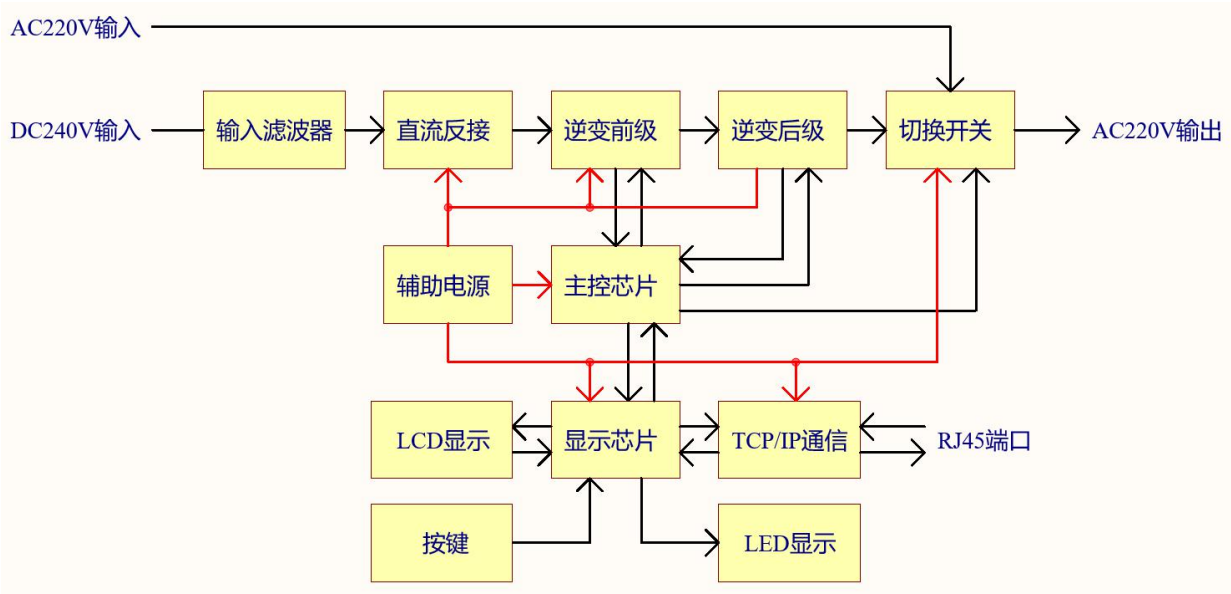 AC220V输入
DC240V输入
输入滤波器
直流反接
逆变前级
逆变后级
切换开关
AC220V输出
辅助电源
主控芯片
LCD显示
显示芯片
TCP/IP通信
RJ45端口
按键
LED显示